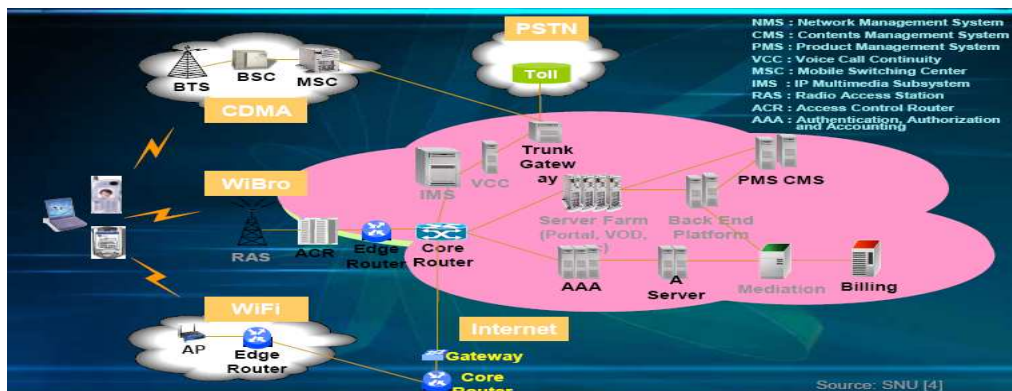 PSTN
NMS : Network Management System
CMS : Contents Management System
PMS : Product Management System
VCC : Voice Call Continuity
MSC : Mobile Switching Center
IMS : IP Multimedia Subsystem
RAS : Radio Access Station
ACR : Access Control Router
AAA : Authentication, Authorization
and Accounting
BTS
BSC
MSC
Toll
CDMA
Trunk
Gatew
ay
IMS
VCC
PMS CMS
WiBro
Server Farm
(Portal, VOD,
Back End
Platform
RAS
ACR
Edge
Router
Core
Router
AAA
A
Server
Mediation
Billing
WiFi
Internet
AP
Edge
Router
Gateway
Core
Router
Source: SNU [4]